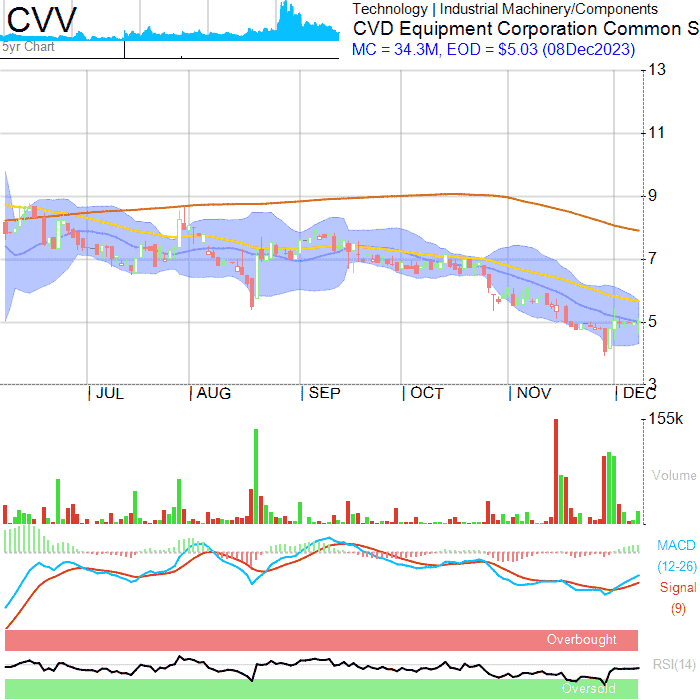 CVV
5yr Chart
Technology | Industrial Machinery/Components
CVD Equipment Corporation Common S
MC = 34.3M, EOD = $5.03 (08Dec2023)
13
11
9
7
5
3
JUL
AUG
SEP
OCT
NOV
DEC
155k
Volume
MACD
(12-26)
Signal
(9)
Overbought
RSI(14)
Oversold